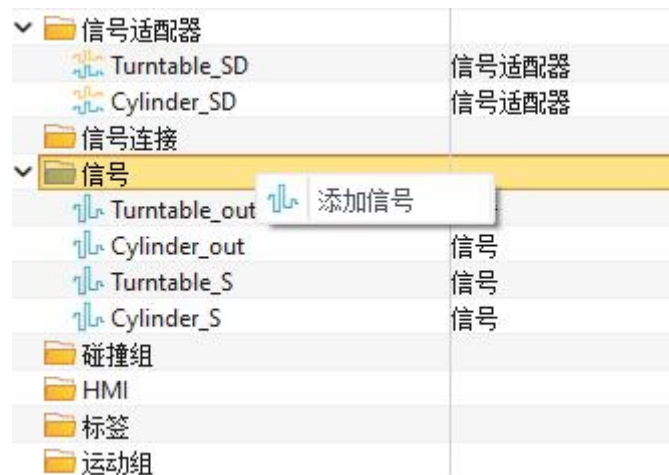 信号适配器
Turntable_SD 信号适配器
Cylinder_SD 信号适配器
信号连接
信号
Turntable_out 添加信号
Cylinder_out 信号
Turntable_S 信号
Cylinder_S 信号
碰撞组
HMI
标签
运动组